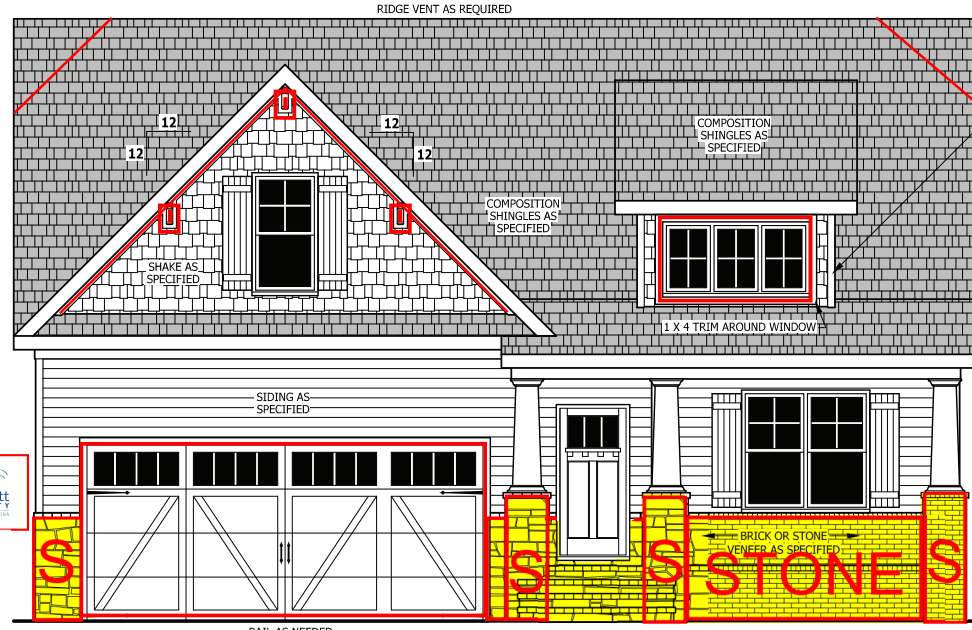 RIDGE VENT AS REQUIRED
12
12
12
12
COMPOSITION
SHINGLES AS
SPECIFIED
COMPOSITION
SHINGLES AS
SPECIFIED
SHAKE AS
SPECIFIED
1 X 4 TRIM AROUND WINDOW
SIDING AS
SPECIFIED
BRICK OR STONE
VENEER AS SPECIFIED
S
S
S
STONE
S